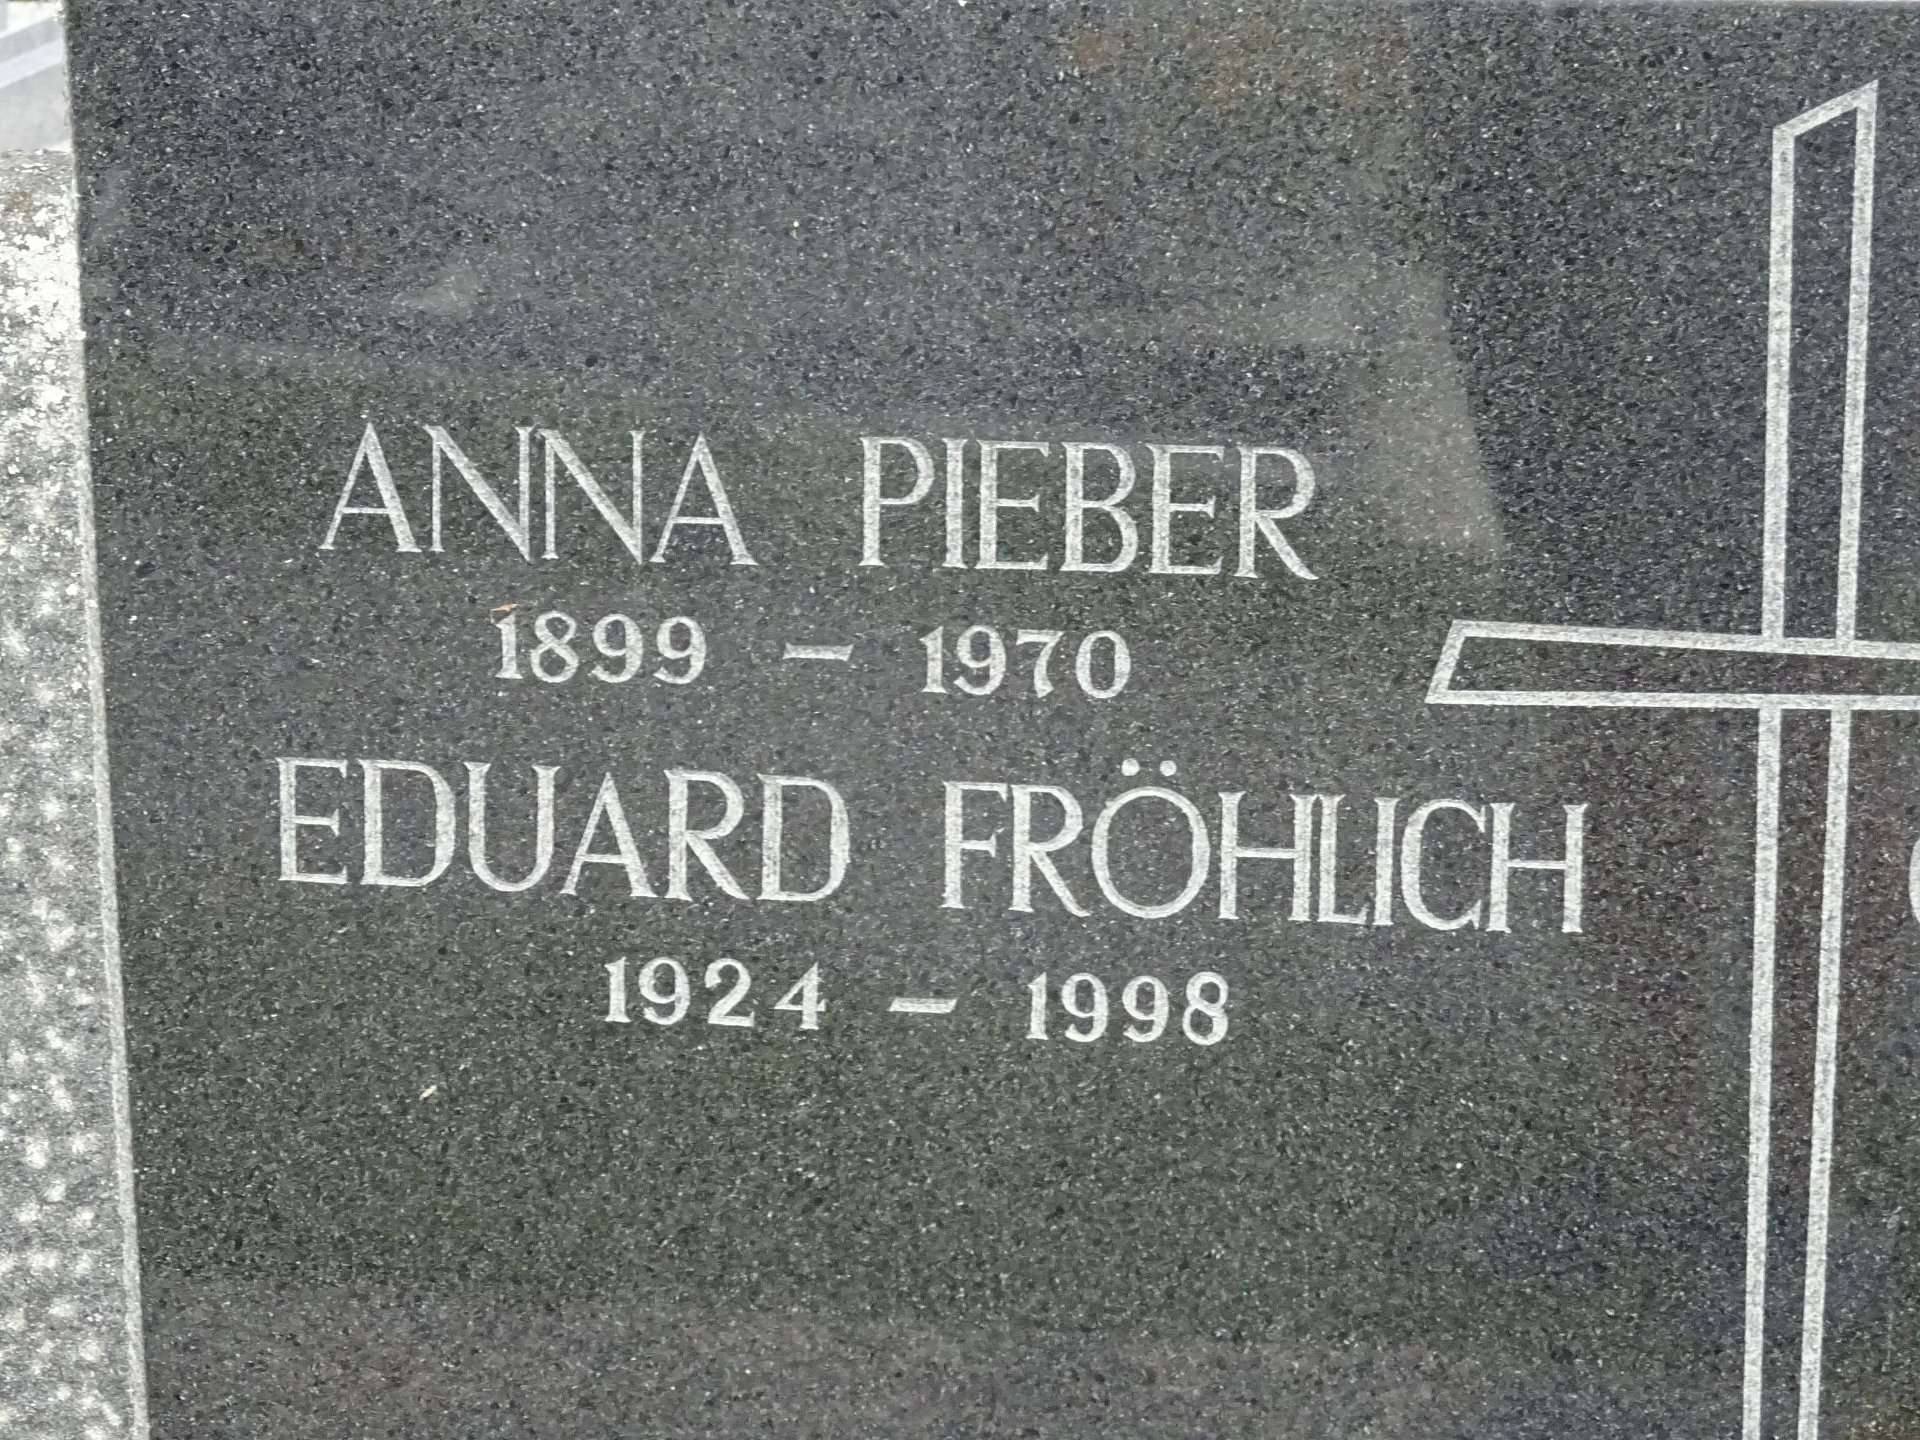 ANNA PIEBER
1899 – 1970
EDUARD FRÖHLICH
1924 – 1998